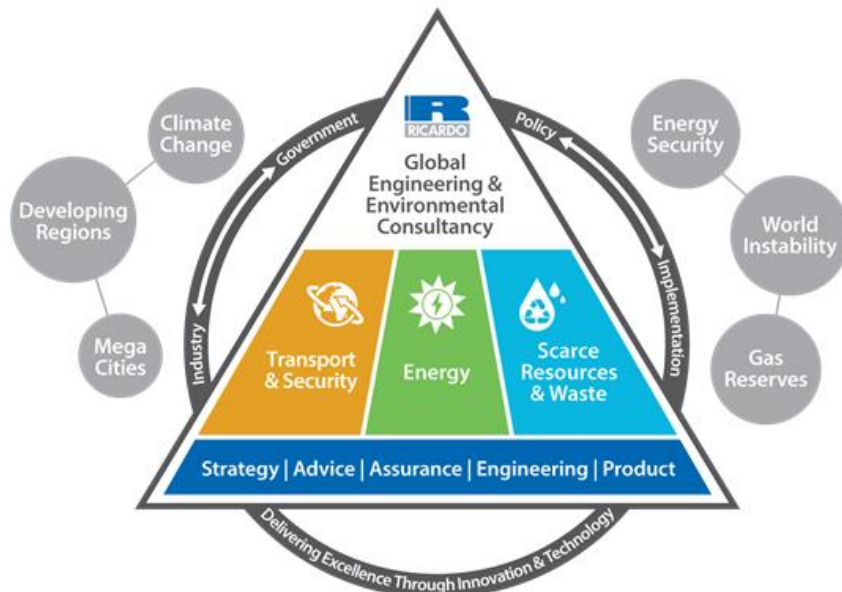 R
RICARDO
Global
Engineering &
Environmental
Consultancy
Climate
Change
Developing
Regions
Mega
Cities
Government
Industry
Policy
Implementation
Energy
Security
World
Instability
Gas
Reserves
Transport
& Security
Energy
Scarce
Resources
& Waste
Strategy | Advice | Assurance | Engineering | Product
Delivering Excellence Through Innovation & Technology